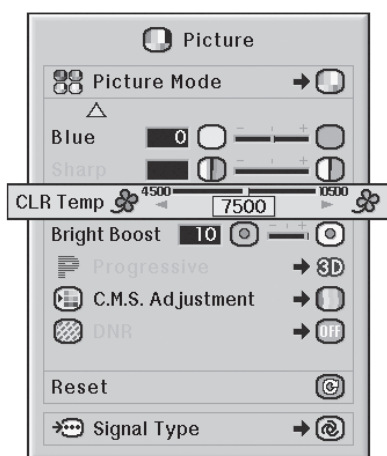 Picture
Picture Mode
Blue 0 - +
Sharp
4500 10500
CLR Temp 7500
Bright Boost 10 - +
P Progressive 3D
C.M.S. Adjustment
DNR OFF
Reset
Signal Type